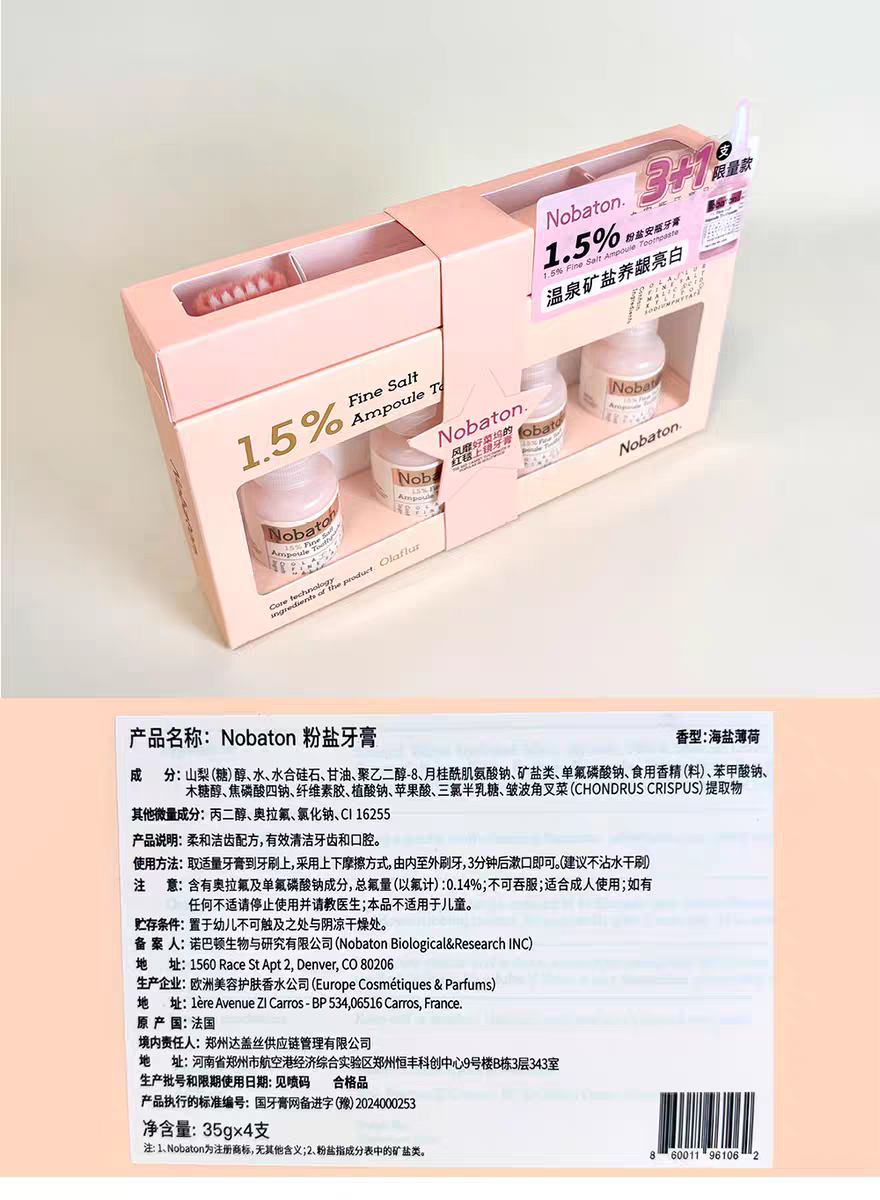 3+1支
限量款
Nobaton.
1.5% 粉盐安瓶牙膏
1.5% Fine Salt Ampoule Toothpaste
温泉矿盐养龈亮白
1.5% Fine Salt
Ampoule To
Nobaton.
风靡好菜坞的
红毯上镜牙膏
Nobaton
1.5% Fine Salt
Ampoule Toothpaste
Nobaton
Ampoule Toothpaste
Nobaton.
Core technology
ingredients of the product. Olaflur
产品名称：Nobaton 粉盐牙膏
香型：海盐薄荷
成 分：山梨（糖）醇、水、水合硅石、甘油、聚乙二醇-8、月桂酰肌氨酸钠、矿盐类、单氟磷酸钠、食用香精（料）、苯甲酸钠、
木糖醇、焦磷酸四钠、纤维素胶、植酸钠、苹果酸、三氯半乳糖、皱波角叉菜（CHONDRUS CRISPUS）提取物
其他微量成分：丙二醇、奥拉氟、氯化钠、CI 16255
产品说明：柔和洁齿配方，有效清洁牙齿和口腔。
使用方法：取适量牙膏到牙刷上，采用上下摩擦方式，由内至外刷牙，3分钟后漱口即可。（建议不沾水干刷）
注 意：含有奥拉氟及单氟磷酸钠成分，总氟量（以氟计）：0.14%；不可吞服；适合成人使用；如有
任何不适请停止使用并请教医生；本品不适用于儿童。
贮存条件：置于幼儿不可触及之处与阴凉干燥处。
备 案 人：诺巴顿生物与研究有限公司（Nobaton Biological&Research INC）
地 址：1560 Race St Apt 2, Denver, CO 80206
生产企业：欧洲美容护肤香水公司（Europe Cosmétiques & Parfums）
地 址：1ère Avenue ZI Carros - BP 534,06516 Carros, France.
原 产 国：法国
境内责任人：郑州达盖丝供应链管理有限公司
地 址：河南省郑州市航空港经济综合实验区郑州恒丰科创中心9号楼B栋3层343室
生产批号和限期使用日期：见喷码 合格品
产品执行的标准编号：国牙膏网备进字（豫）2024000253
净含量：35g×4支
注：1、Nobaton为注册商标，无其他含义；2、粉盐指成分表中的矿盐类。
8 60011 96106 2